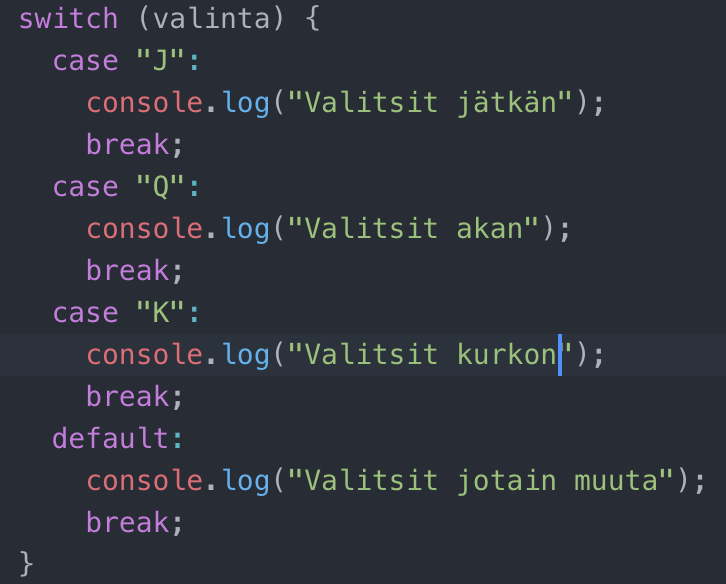 switch (valinta) {
  case "J":
    console.log("Valitsit jätkän");
    break;
  case "Q":
    console.log("Valitsit akan");
    break;
  case "K":
    console.log("Valitsit kurkon");
    break;
  default:
    console.log("Valitsit jotain muuta");
    break;
}